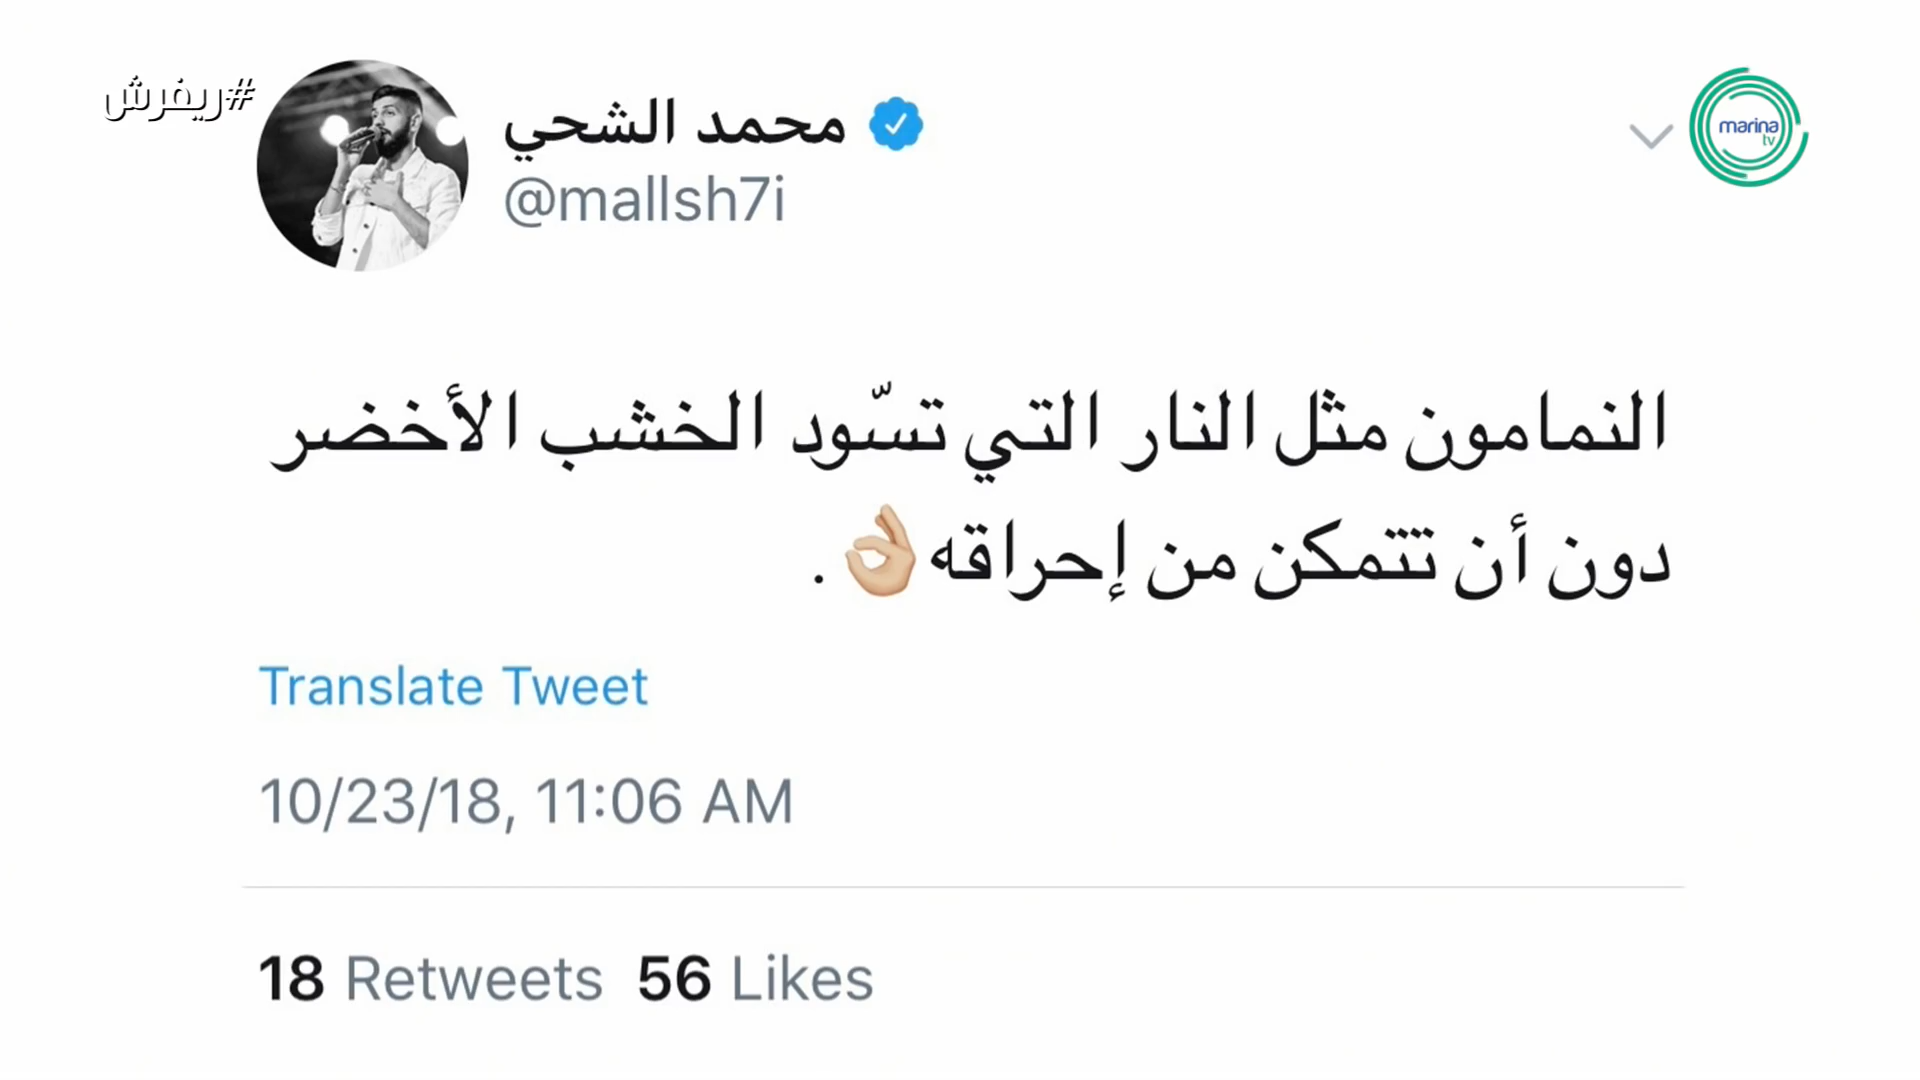 #ريفرش
محمد الشحي
@mallsh7i
marina
tv
النمامون مثل النار التي تسّود الخشب الأخضر
دون أن تتمكن من إحراقه👌🏼.
Translate Tweet
10/23/18, 11:06 AM
18 Retweets 56 Likes